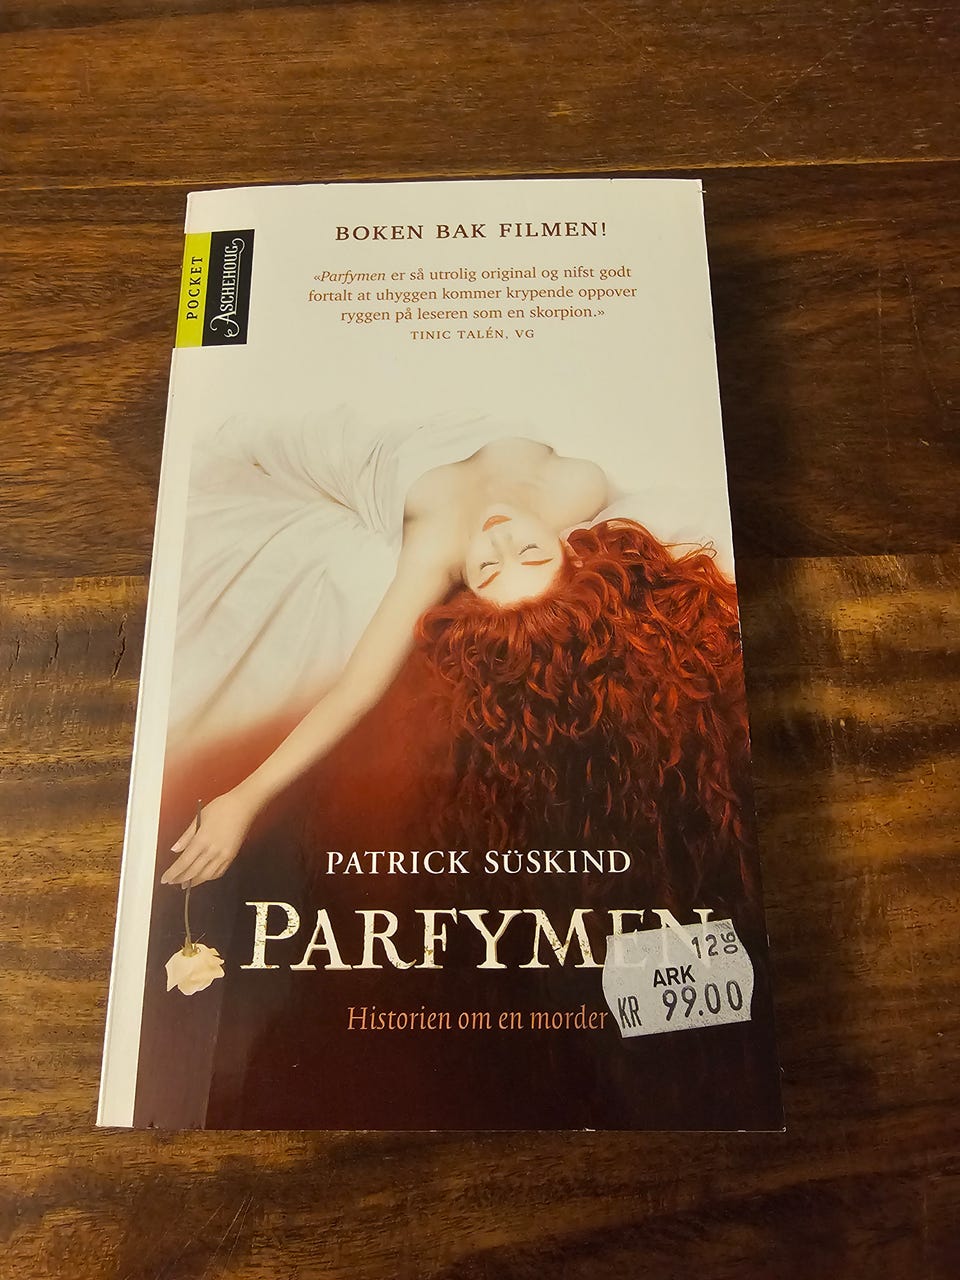 BOKEN BAK FILMEN!
«Parfymen er så utrolig original og nifst godt
fortalt at uhyggen kommer krypende oppover
ryggen på leseren som en skorpion.»
TINIC TALÉN, VG
POCKET
ASCHEHOUG
PATRICK SÜSKIND
PARFYMEN
Historien om en morder
12 06
ARK
KR 99.00